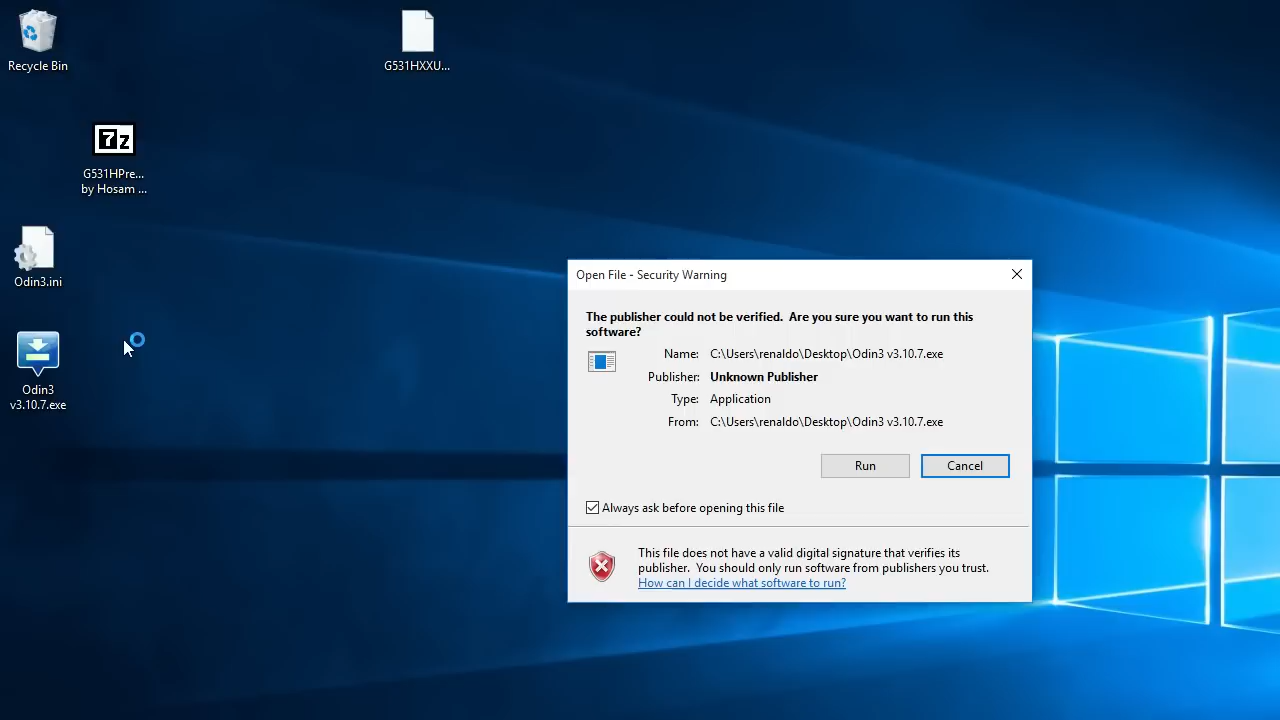 Recycle Bin
G531HXXU...
7z
G531HPre...
by Hosam ...
Odin3.ini
Odin3
v3.10.7.exe
Open File - Security Warning
The publisher could not be verified.  Are you sure you want to run this
software?
Name: C:\Users\renaldo\Desktop\Odin3 v3.10.7.exe
Publisher: Unknown Publisher
Type: Application
From: C:\Users\renaldo\Desktop\Odin3 v3.10.7.exe
Run Cancel
Always ask before opening this file
This file does not have a valid digital signature that verifies its
publisher.  You should only run software from publishers you trust.
How can I decide what software to run?